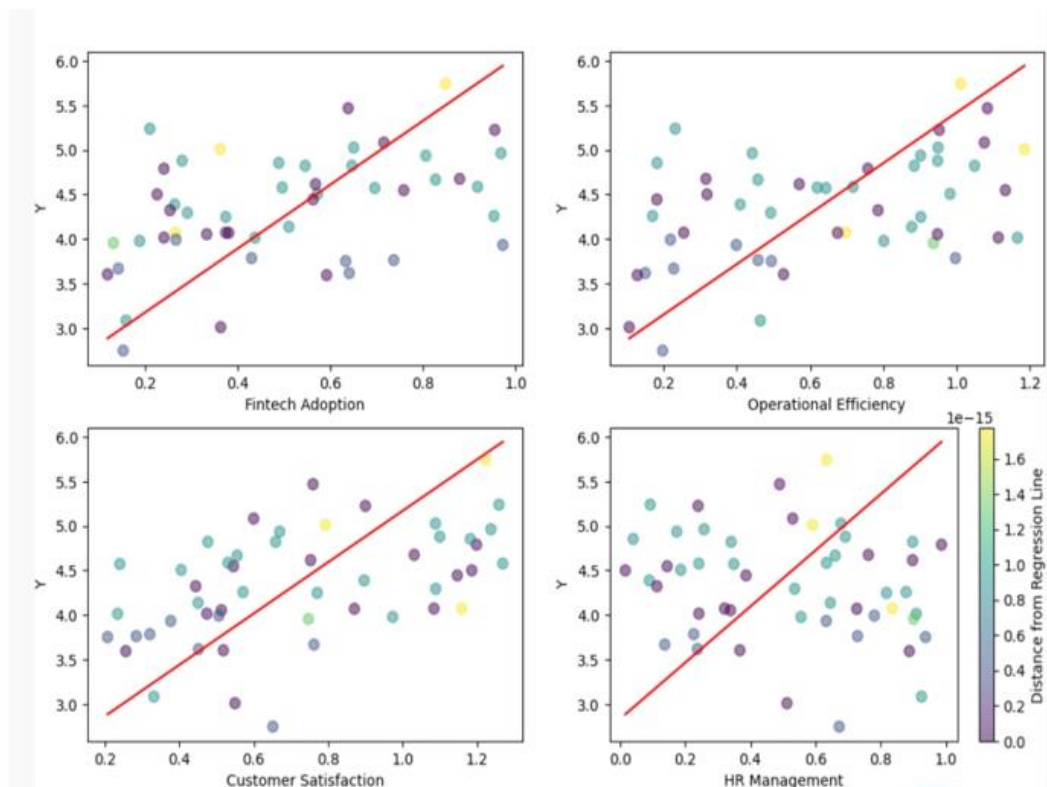 6.0
5.5
5.0
4.5
4.0
3.5
3.0
Y
0.2 0.4 0.6 0.8 1.0
Fintech Adoption
6.0
5.5
5.0
4.5
4.0
3.5
3.0
Y
0.2 0.4 0.6 0.8 1.0 1.2
Operational Efficiency
6.0
5.5
5.0
4.5
4.0
3.5
3.0
Y
0.2 0.4 0.6 0.8 1.0 1.2
Customer Satisfaction
6.0
5.5
5.0
4.5
4.0
3.5
3.0
Y
0.0 0.2 0.4 0.6 0.8 1.0
HR Management
1e−15
1.6
1.4
1.2
1.0
0.8
0.6
0.4
0.2
0.0
Distance from Regression Line